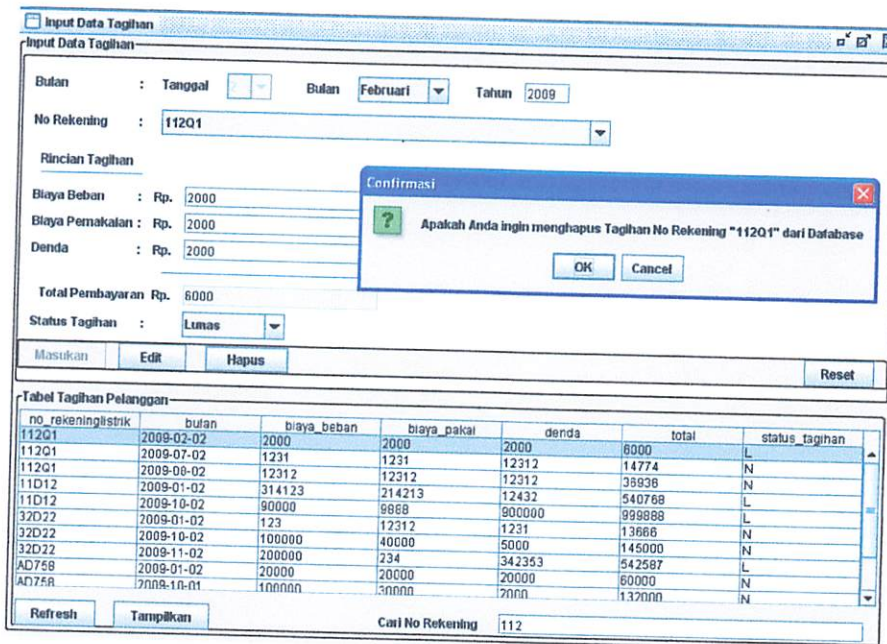 Input Data Tagihan
Input Data Tagihan
Bulan : Tanggal 2 Bulan Februari Tahun 2009
No Rekening : 112Q1
Rincian Tagihan
Biaya Beban : Rp. 2000
Biaya Pemakaian : Rp. 2000
Denda : Rp. 2000
Confirmasi
Apakah Anda ingin menghapus Tagihan No Rekening "112Q1" dari Database
OK Cancel
Total Pembayaran Rp. 6000
Status Tagihan : Lunas
Masukan Edit Hapus Reset
Tabel Tagihan Pelanggan
no_rekeninglistrik bulan biaya_beban biaya_pakai denda total status_tagihan
112Q1 2009-02-02 2000 2000 2000 6000 L
112Q1 2009-07-02 1231 1231 12312 14774 N
112Q1 2009-08-02 12312 12312 12312 36936 N
11D12 2009-01-02 314123 214213 12432 540768 L
11D12 2009-10-02 90000 9888 900000 999888 L
32D22 2009-01-02 123 12312 1231 13666 N
32D22 2009-10-02 100000 40000 5000 145000 N
32D22 2009-11-02 200000 234 342353 542587 L
AD758 2009-01-02 20000 20000 20000 60000 N
AD758 2009-10-01 100000 30000 2000 132000 N
Refresh Tampilkan Cari No Rekening 112